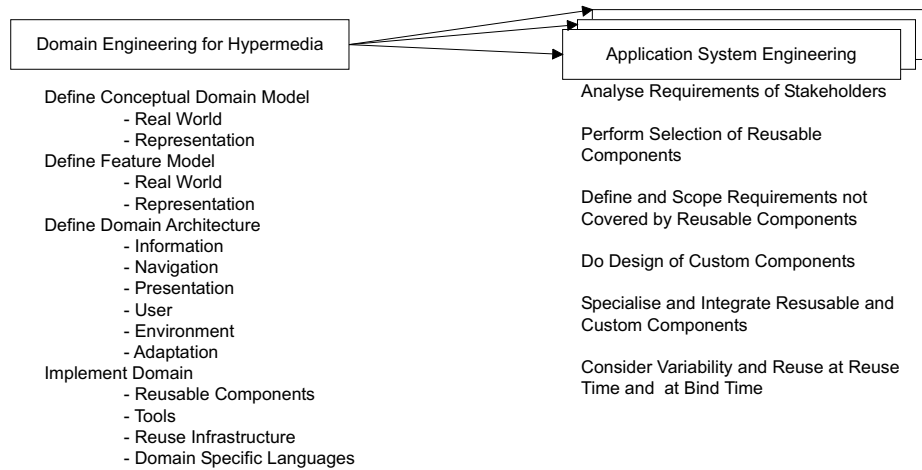 Domain Engineering for Hypermedia
Define Conceptual Domain Model
- Real World
- Representation
Define Feature Model
- Real World
- Representation
Define Domain Architecture
- Information
- Navigation
- Presentation
- User
- Environment
- Adaptation
Implement Domain
- Reusable Components
- Tools
- Reuse Infrastructure
- Domain Specific Languages
Application System Engineering
Analyse Requirements of Stakeholders
Perform Selection of Reusable
Components
Define and Scope Requirements not
Covered by Reusable Components
Do Design of Custom Components
Specialise and Integrate Resusable and
Custom Components
Consider Variability and Reuse at Reuse
Time and at Bind Time